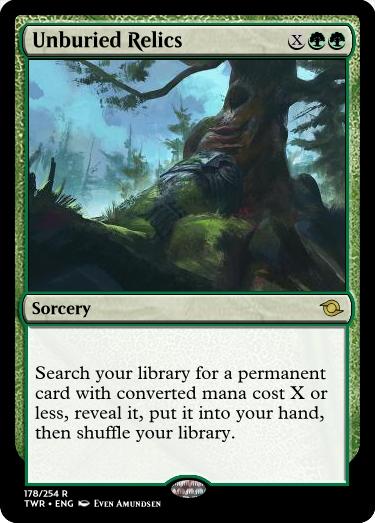 Unburied Relics X
Sorcery
Search your library for a permanent
card with converted mana cost X or
less, reveal it, put it into your hand,
then shuffle your library.
178/254 R
TWR • ENG Even Amundsen